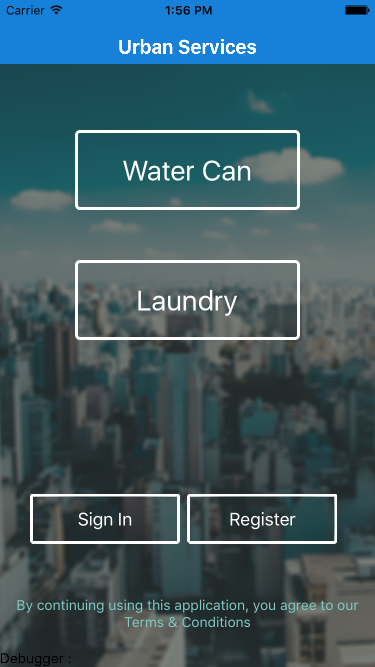 Carrier 1:56 PM
Urban Services
Water Can
Laundry
Sign In Register
By continuing using this application, you agree to our
Terms & Conditions
Debugger :